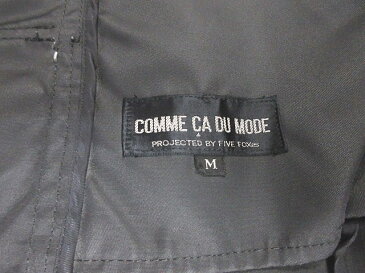 COMME ÇA DU MODE
PROJECTED BY FIVE FOXes
M